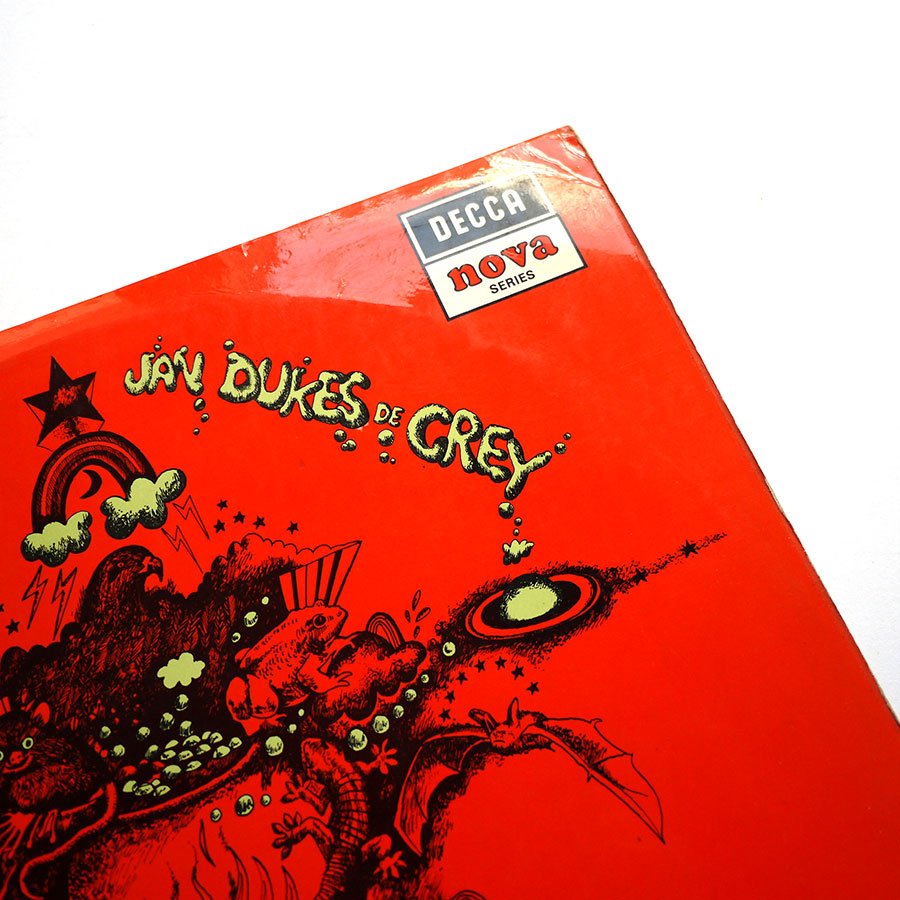 DECCA
nova
SERIES
JAN DUKES DE GREY